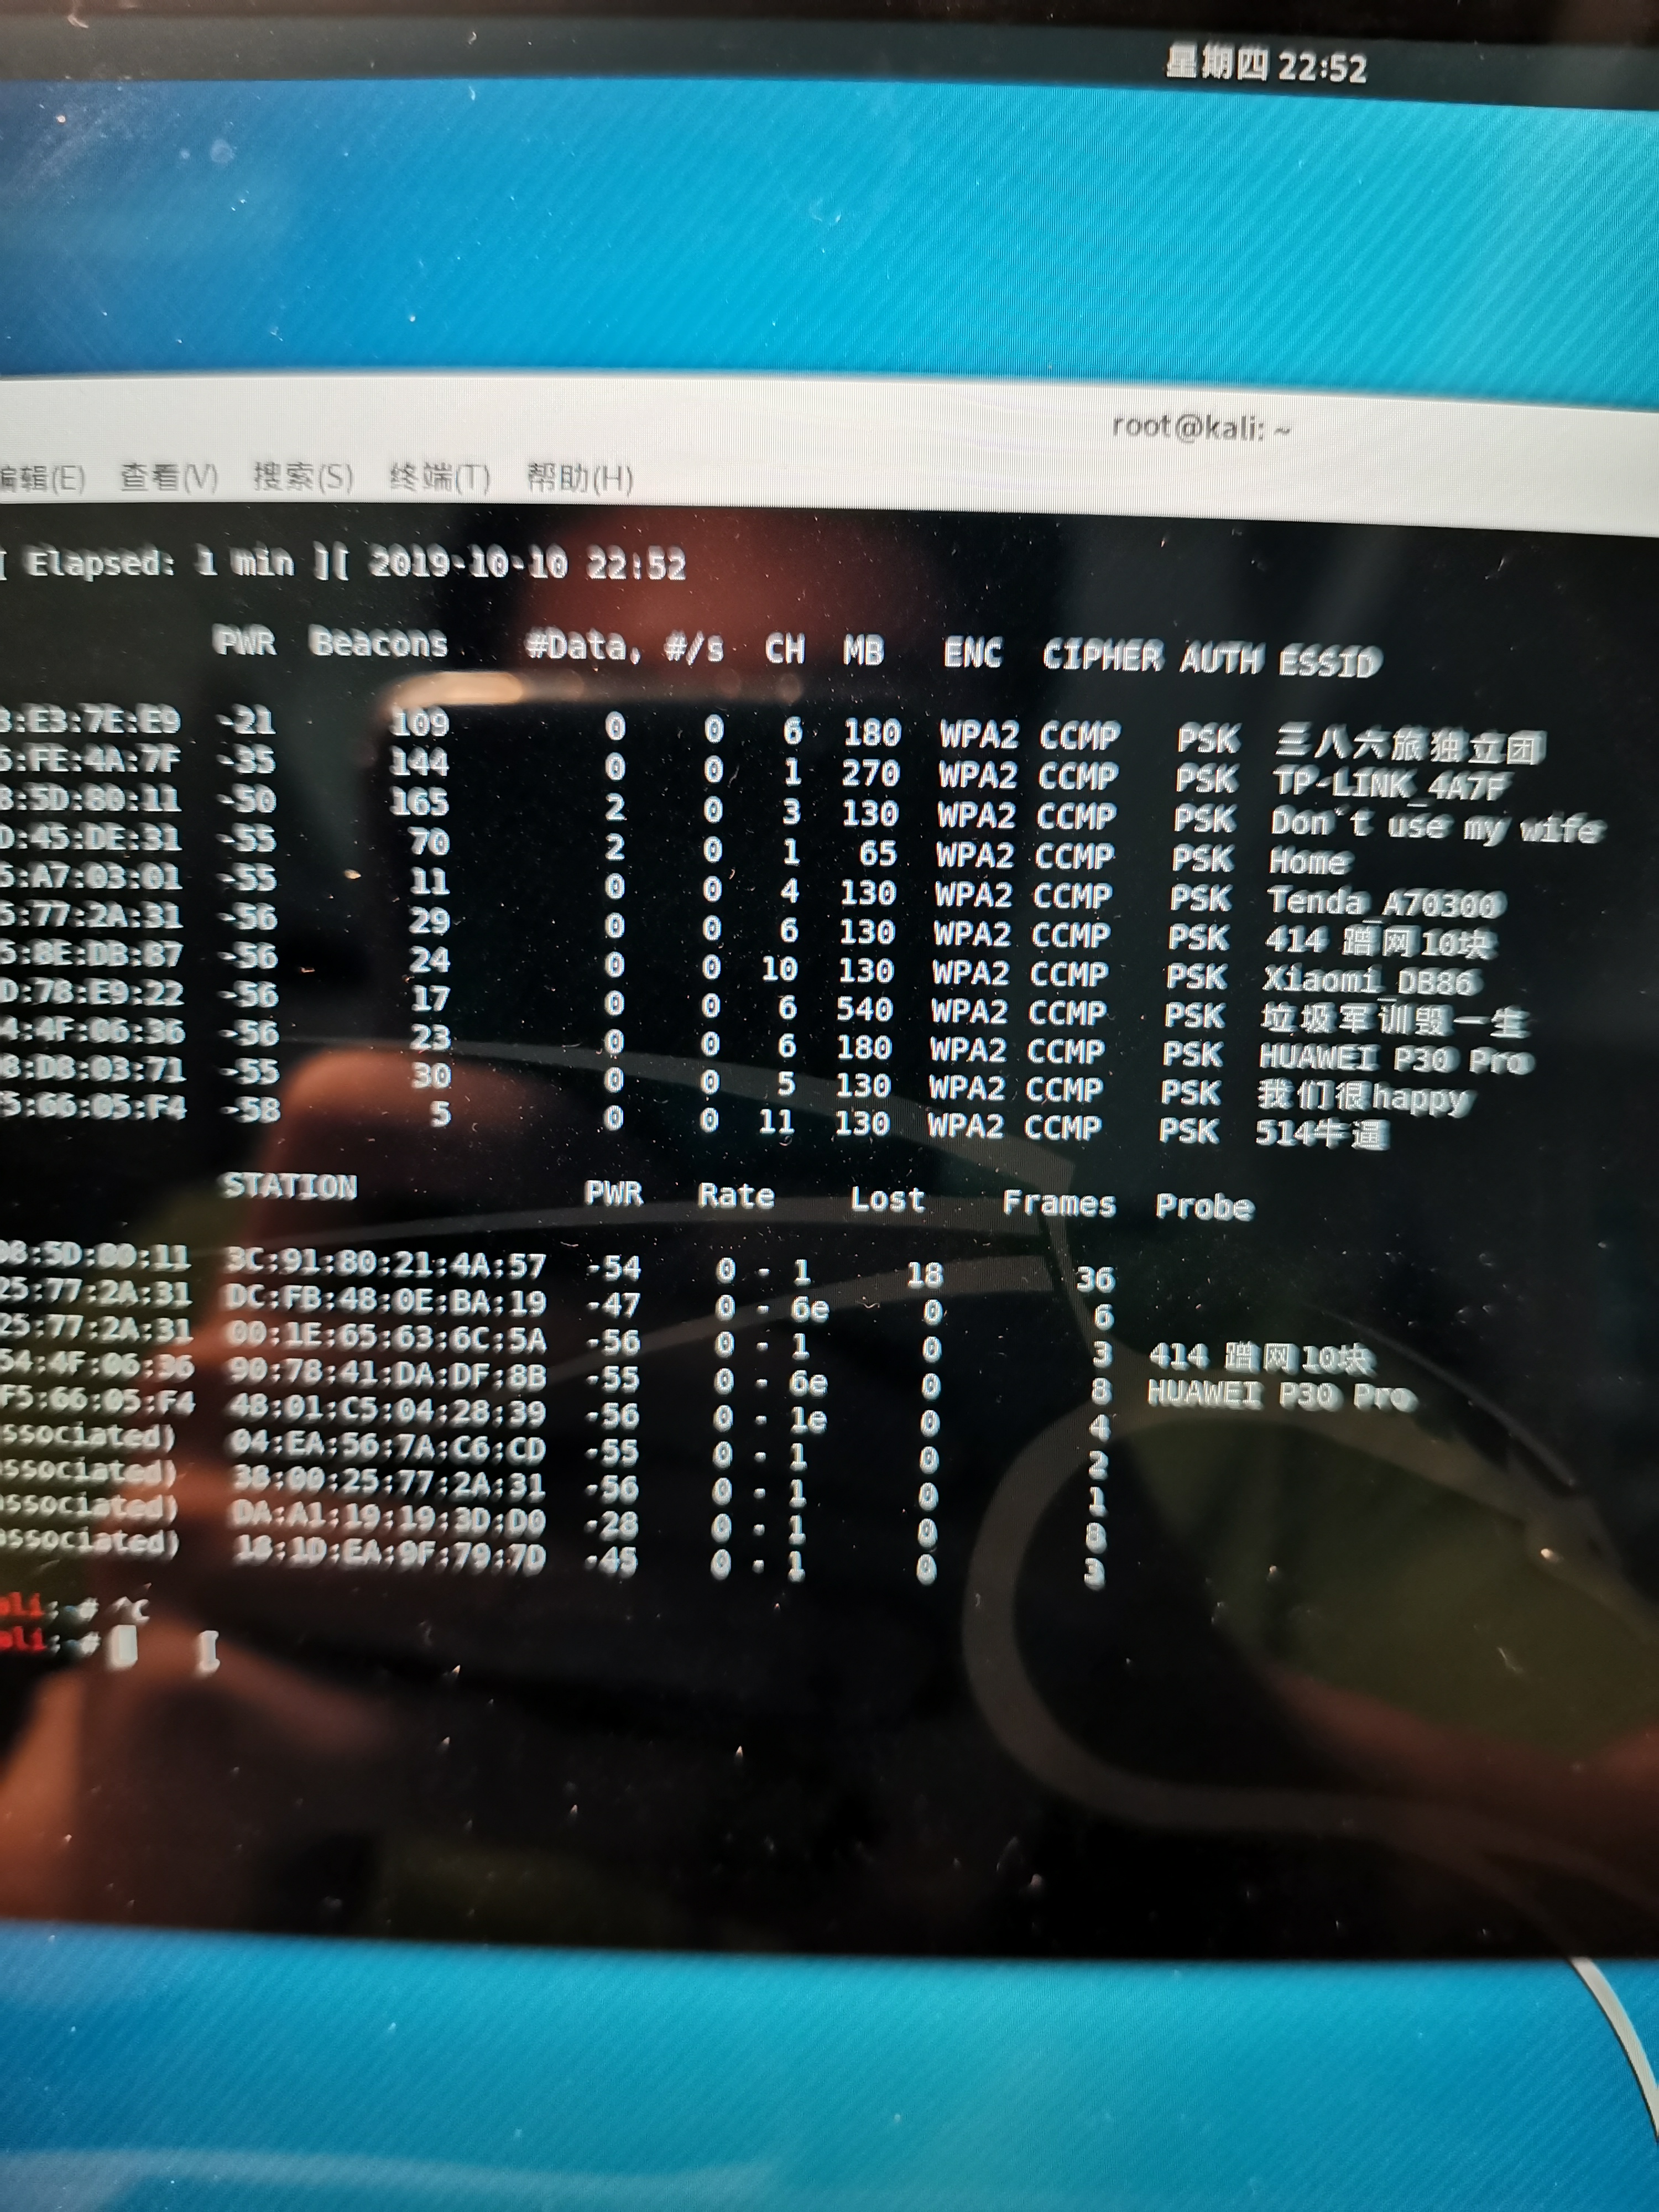 星期四 22:52
root@kali: ~
编辑(E) 查看(V) 搜索(S) 终端(T) 帮助(H)
[ Elapsed: 1 min ][ 2019-10-10 22:52
PWR Beacons #Data, #/s CH MB ENC CIPHER AUTH ESSID
:E3:7E:E9 -21 109 0 0 6 180 WPA2 CCMP PSK 三八六旅独立团
:FE:4A:7F -35 144 0 0 1 270 WPA2 CCMP PSK TP-LINK_4A7F
8:5D:80:11 -50 165 2 0 3 130 WPA2 CCMP PSK Don`t use my wife
D:45:DE:31 -55 70 2 0 1 65 WPA2 CCMP PSK Home
5:A7:03:01 -55 11 0 0 4 130 WPA2 CCMP PSK Tenda_A70300
5:77:2A:31 -56 29 0 0 6 130 WPA2 CCMP PSK 414 蹭网10块
5:8E:DB:87 -56 24 0 0 10 130 WPA2 CCMP PSK Xiaomi_DB86
D:78:E9:22 -56 17 0 0 6 540 WPA2 CCMP PSK 垃圾军训毁一生
4:4F:06:36 -56 23 0 0 6 180 WPA2 CCMP PSK HUAWEI P30 Pro
8:D8:03:71 -55 30 0 0 5 130 WPA2 CCMP PSK 我们很happy
5:66:05:F4 -58 5 0 0 11 130 WPA2 CCMP PSK 514牛逼
STATION PWR Rate Lost Frames Probe
08:5D:80:11 3C:91:80:21:4A:57 -54 0 - 1 18 36
25:77:2A:31 DC:FB:48:0E:BA:19 -47 0 - 6e 0 6
25:77:2A:31 00:1E:65:63:6C:5A -56 0 - 1 0 3 414 蹭网10块
54:4F:06:36 90:78:41:DA:DF:8B -55 0 - 6e 0 8 HUAWEI P30 Pro
F5:66:05:F4 48:01:C5:04:28:39 -56 0 - 1e 0 4
ssociated) 04:EA:56:7A:C6:CD -55 0 - 1 0 2
ssociated) 38:00:25:77:2A:31 -56 0 - 1 0 1
ssociated) DA:A1:19:19:3D:D0 -28 0 - 1 0 8
ssociated) 18:1D:EA:9F:79:7D -45 0 - 1 0 3
ali:~# ^C
ali:~#